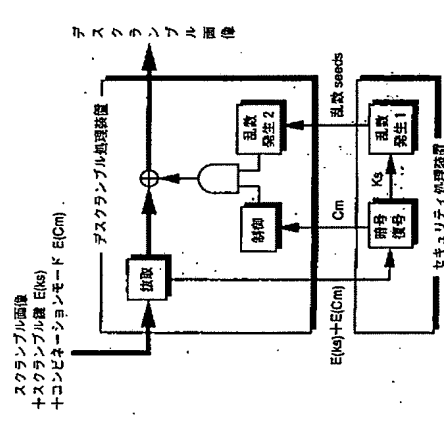 スクランブル画像
＋スクランブル鍵 E(ks)
＋コンビネーションモード E(Cm)
デスクランブル画像
デスクランブル処理装置
抜取
制御
乱数
発生2
E(ks)＋E(Cm)
Cm
乱数 seeds
暗号
復号
Ks
乱数
発生1
セキュリティ処理装置